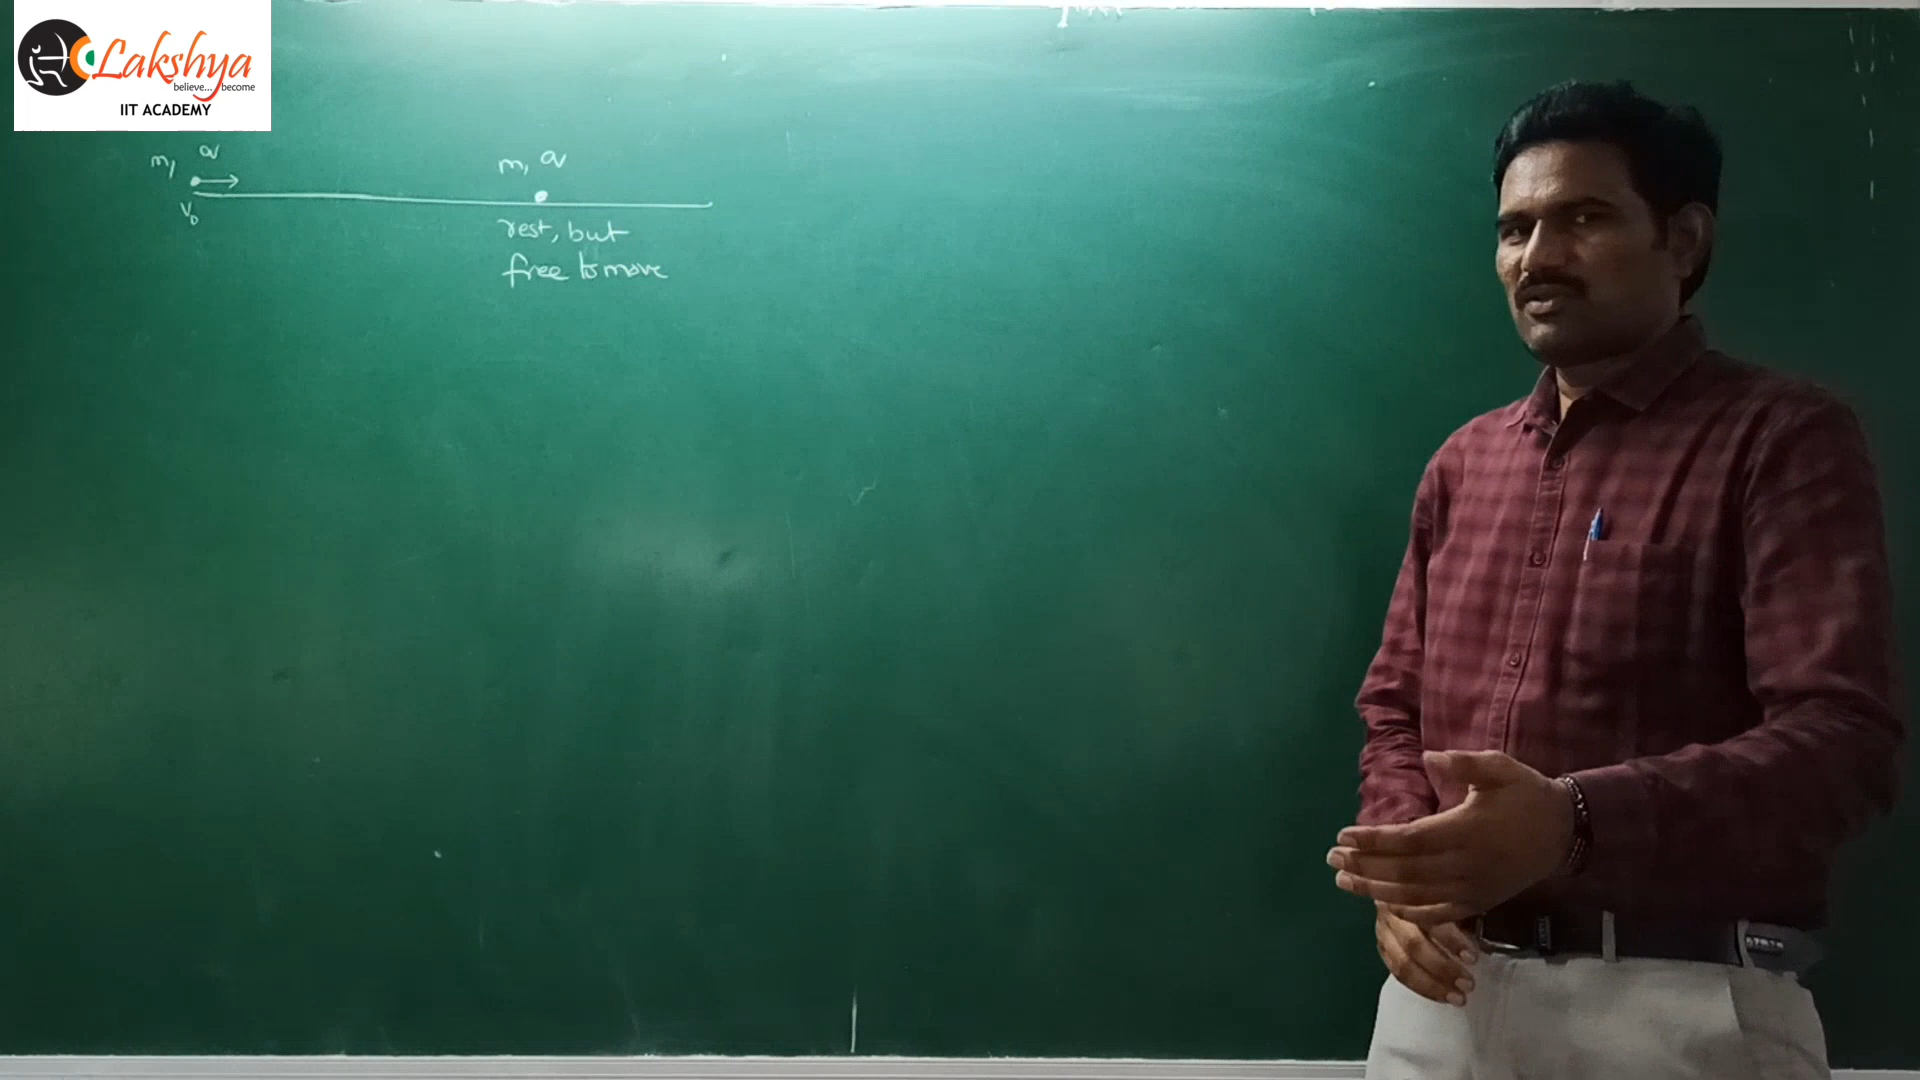 Lakshya
believe... become
IIT ACADEMY
m, q m, q
V₀
rest, but
free to move